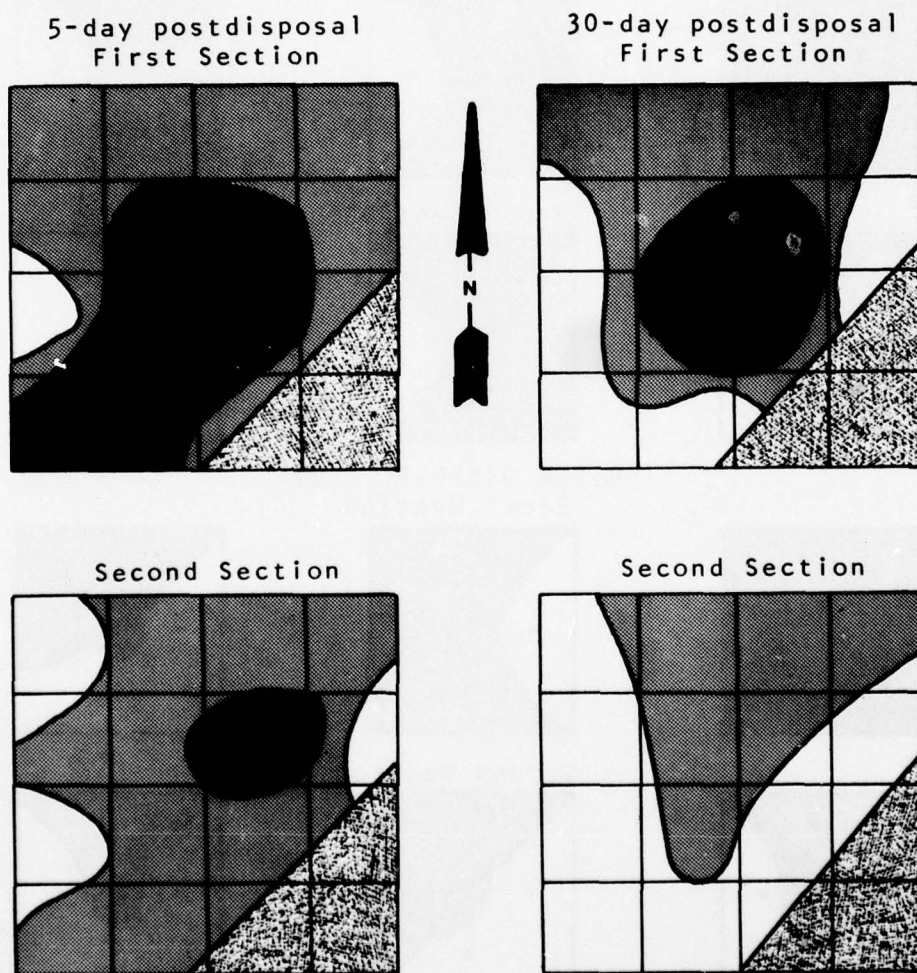 5-day postdisposal
First Section
30-day postdisposal
First Section
N
Second Section
Second Section